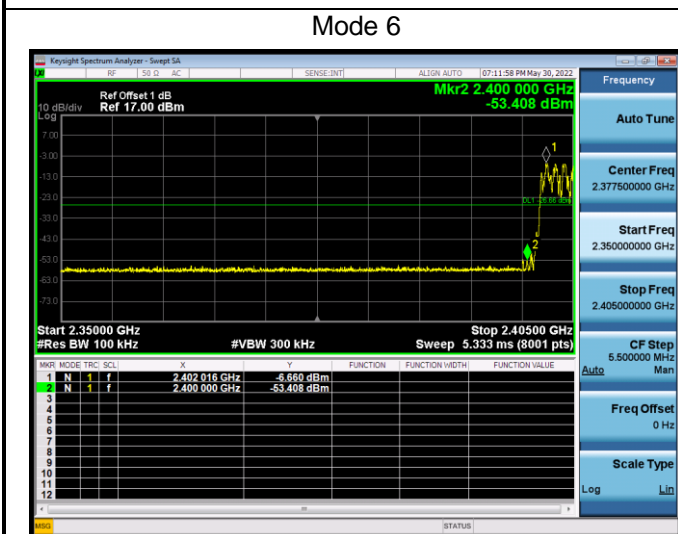 Mode 6
Keysight Spectrum Analyzer - Swept SA
RF 50 Ω AC SENSE:INT ALIGN AUTO 07:11:58 PM May 30, 2022
Frequency
Mkr2 2.400 000 GHz
-53.408 dBm
Ref Offset 1 dB
Ref 17.00 dBm
10 dB/div
Log
7.00
-3.00
-13.0
-23.0
-33.0
-43.0
-53.0
-63.0
-73.0
1
DL1 -26.66 dBm
2
Start 2.35000 GHz Stop 2.40500 GHz
#Res BW 100 kHz #VBW 300 kHz Sweep 5.333 ms (8001 pts)
MKR MODE TRC SCL X Y FUNCTION FUNCTION WIDTH FUNCTION VALUE
1 N 1 f 2.402 016 GHz -6.660 dBm
2 N 1 f 2.400 000 GHz -53.408 dBm
3
4
5
6
7
8
9
10
11
12
Auto Tune
Center Freq
2.377500000 GHz
Start Freq
2.350000000 GHz
Stop Freq
2.405000000 GHz
CF Step
5.500000 MHz
Auto Man
Freq Offset
0 Hz
Scale Type
Log Lin
MSG STATUS